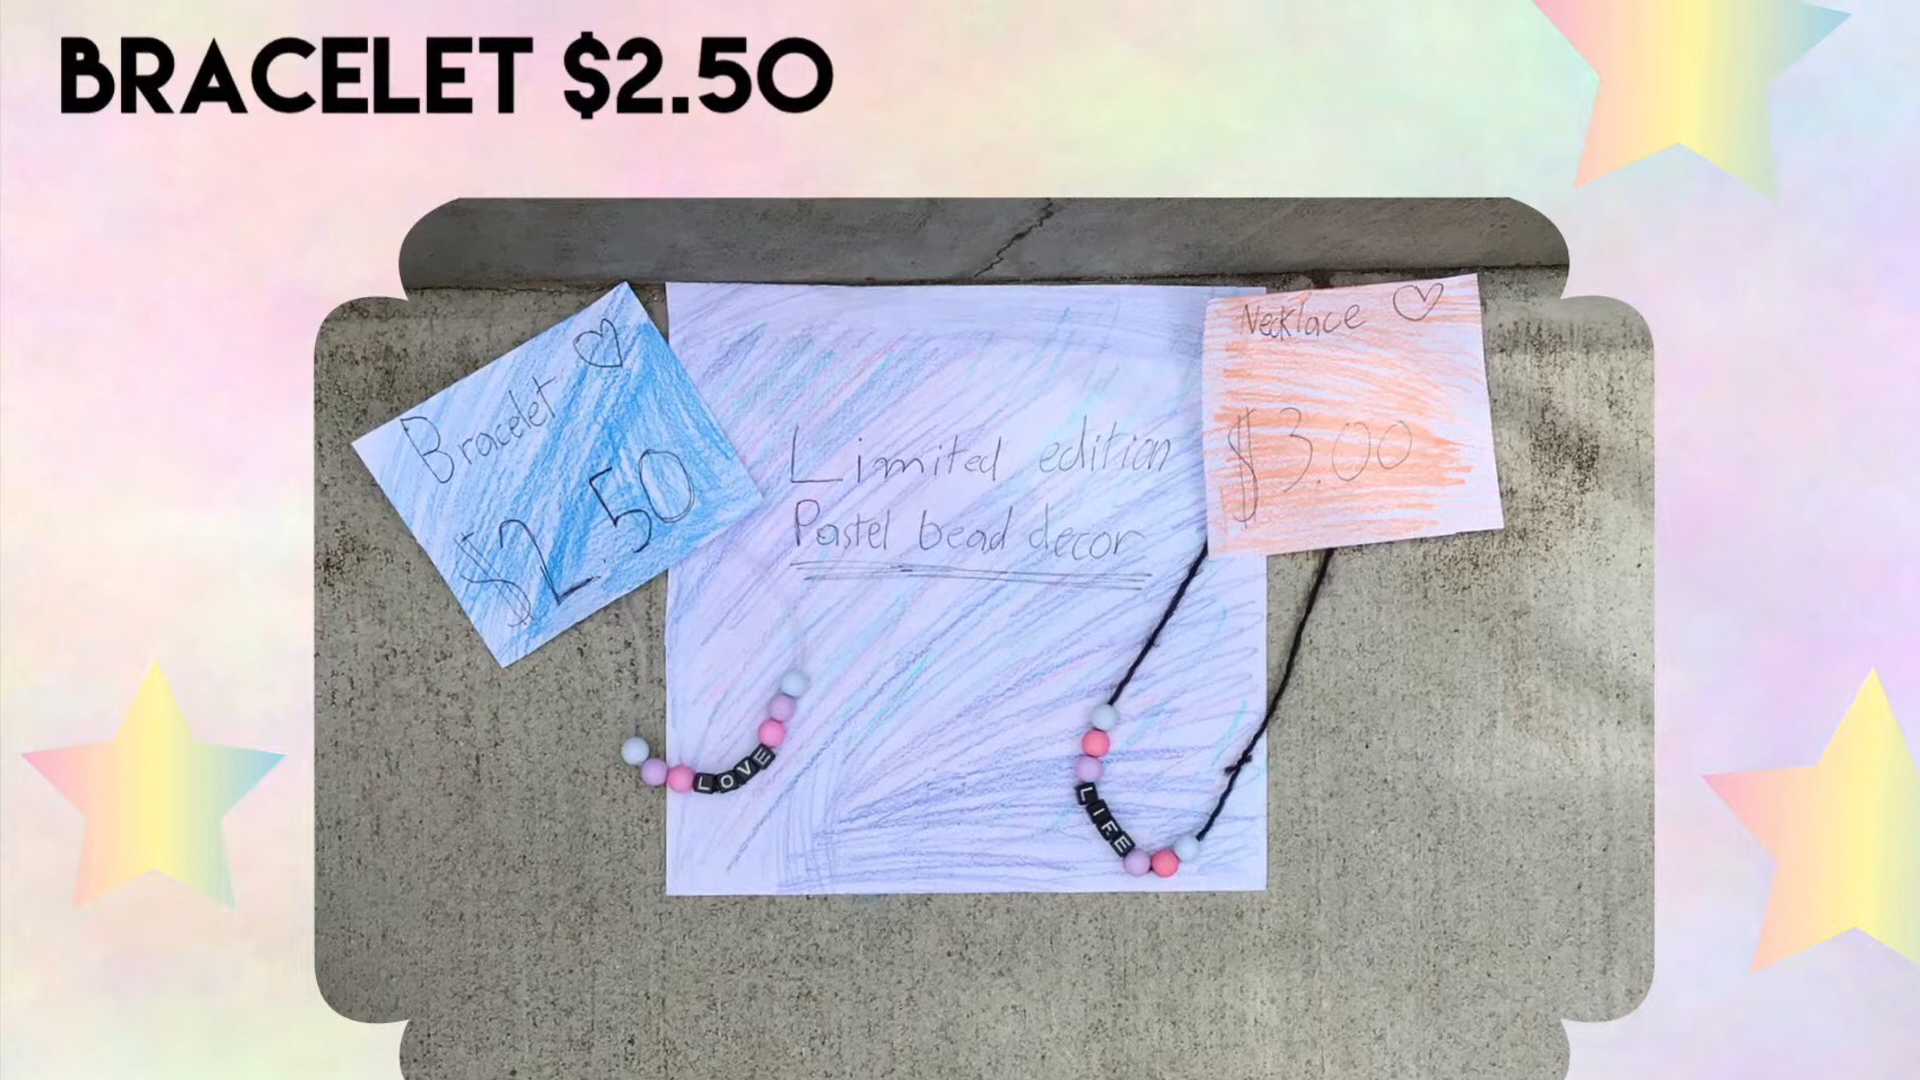 BRACELET $2.50
Bracelet
$2.50
Limited edition
Pastel bead decor
Necklace
$3.00
LOVE
LIFE